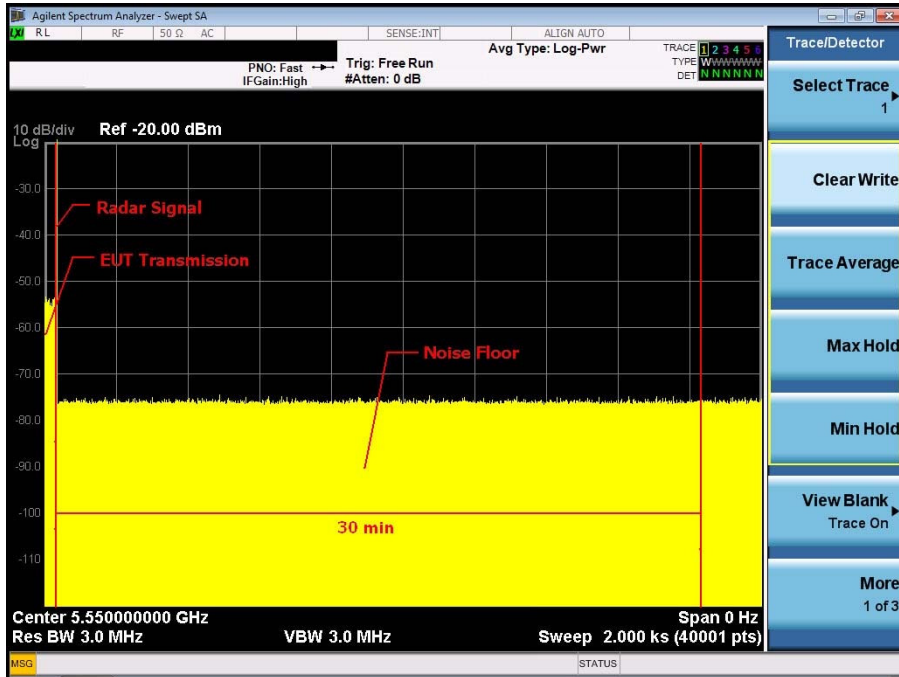 Agilent Spectrum Analyzer - Swept SA
LXI RL RF 50 Ω AC SENSE:INT ALIGN AUTO
Avg Type: Log-Pwr
TRACE 1 2 3 4 5 6
TYPE WWWWWW
DET N N N N N N
PNO: Fast
IFGain:High
Trig: Free Run
#Atten: 0 dB
Trace/Detector
Select Trace
1
10 dB/div Ref -20.00 dBm
Log
-30.0
-40.0
-50.0
-60.0
-70.0
-80.0
-90.0
-100
-110
Radar Signal
EUT Transmission
Noise Floor
30 min
Clear Write
Trace Average
Max Hold
Min Hold
View Blank
Trace On
More
1 of 3
Center 5.550000000 GHz Span 0 Hz
Res BW 3.0 MHz VBW 3.0 MHz Sweep 2.000 ks (40001 pts)
MSG STATUS